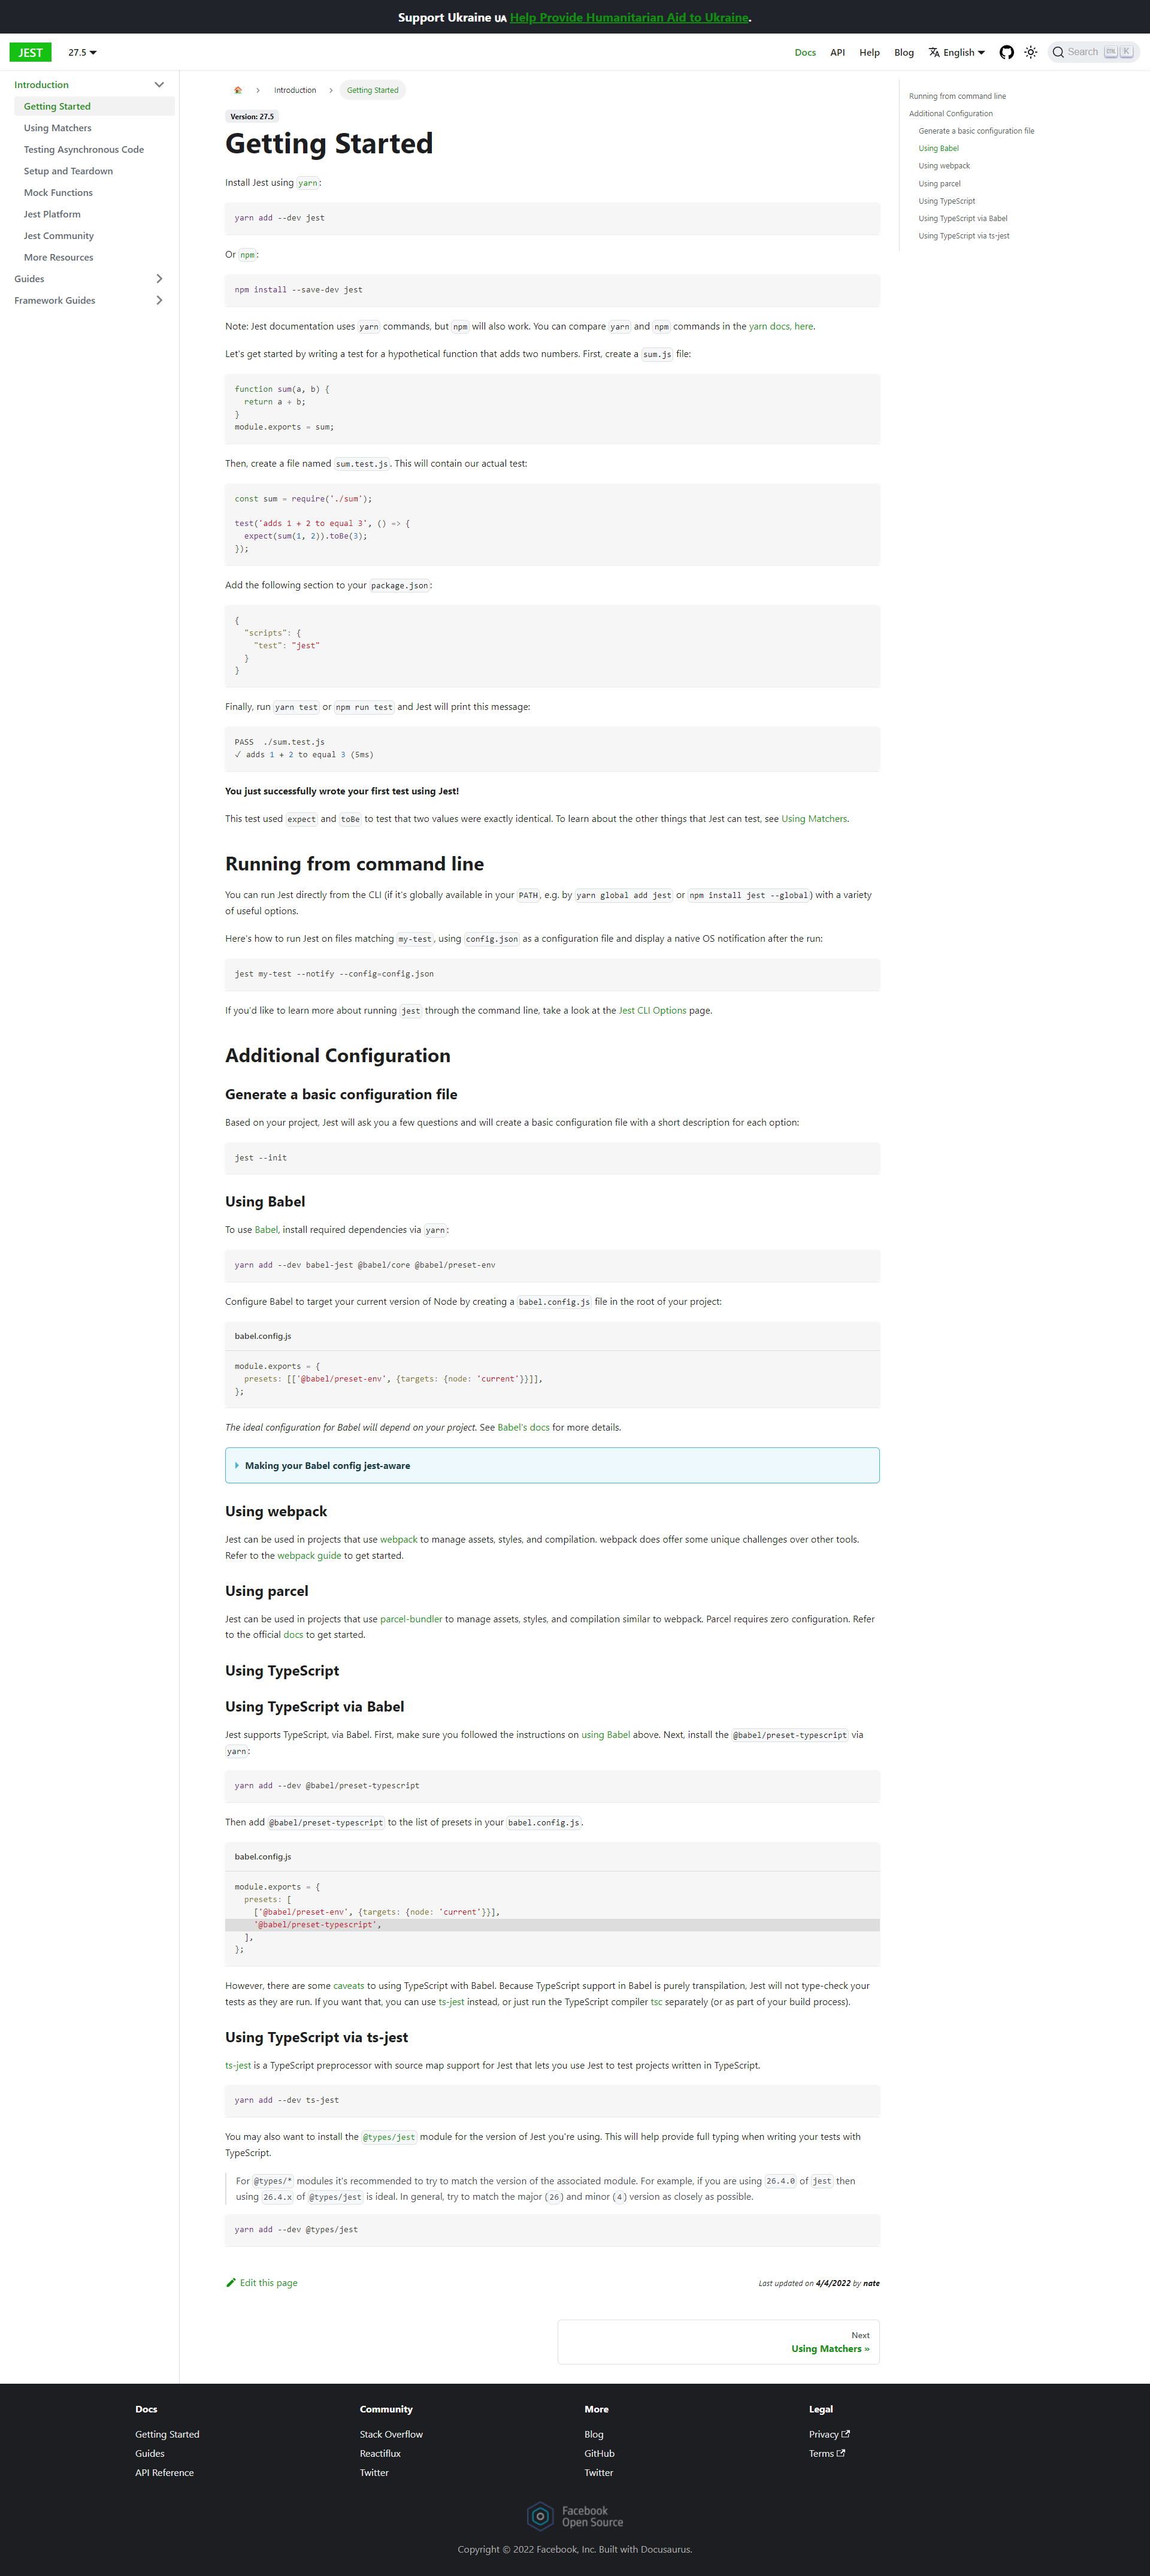 Support Ukraine UA Help Provide Humanitarian Aid to Ukraine.
JEST
27.5
Docs
API
Help
Blog
English
Search
K
Introduction
Getting Started
Using Matchers
Testing Asynchronous Code
Setup and Teardown
Mock Functions
Jest Platform
Jest Community
More Resources
Guides
Framework Guides
Introduction
Getting Started
Version: 27.5
Getting Started
Install Jest using yarn:
yarn add --dev jest
Or npm:
npm install --save-dev jest
Note: Jest documentation uses yarn commands, but npm will also work. You can compare yarn and npm commands in the yarn docs, here.
Let's get started by writing a test for a hypothetical function that adds two numbers. First, create a sum.js file:
function sum(a, b) {
  return a + b;
}
module.exports = sum;
Then, create a file named sum.test.js. This will contain our actual test:
const sum = require('./sum');
test('adds 1 + 2 to equal 3', () => {
  expect(sum(1, 2)).toBe(3);
});
Add the following section to your package.json:
{
  "scripts": {
    "test": "jest"
  }
}
Finally, run yarn test or npm run test and Jest will print this message:
PASS  ./sum.test.js
✓ adds 1 + 2 to equal 3 (5ms)
You just successfully wrote your first test using Jest!
This test used expect and toBe to test that two values were exactly identical. To learn about the other things that Jest can test, see Using Matchers.
Running from command line
You can run Jest directly from the CLI (if it's globally available in your PATH, e.g. by yarn global add jest or npm install jest --global) with a variety
of useful options.
Here's how to run Jest on files matching my-test, using config.json as a configuration file and display a native OS notification after the run:
jest my-test --notify --config=config.json
If you'd like to learn more about running jest through the command line, take a look at the Jest CLI Options page.
Additional Configuration
Generate a basic configuration file
Based on your project, Jest will ask you a few questions and will create a basic configuration file with a short description for each option:
jest --init
Using Babel
To use Babel, install required dependencies via yarn:
yarn add --dev babel-jest @babel/core @babel/preset-env
Configure Babel to target your current version of Node by creating a babel.config.js file in the root of your project:
babel.config.js
module.exports = {
  presets: [['@babel/preset-env', {targets: {node: 'current'}}]],
};
The ideal configuration for Babel will depend on your project. See Babel's docs for more details.
Making your Babel config jest-aware
Using webpack
Jest can be used in projects that use webpack to manage assets, styles, and compilation. webpack does offer some unique challenges over other tools.
Refer to the webpack guide to get started.
Using parcel
Jest can be used in projects that use parcel-bundler to manage assets, styles, and compilation similar to webpack. Parcel requires zero configuration. Refer
to the official docs to get started.
Using TypeScript
Using TypeScript via Babel
Jest supports TypeScript, via Babel. First, make sure you followed the instructions on using Babel above. Next, install the @babel/preset-typescript via
yarn:
yarn add --dev @babel/preset-typescript
Then add @babel/preset-typescript to the list of presets in your babel.config.js.
babel.config.js
module.exports = {
  presets: [
    ['@babel/preset-env', {targets: {node: 'current'}}],
    '@babel/preset-typescript',
  ],
};
However, there are some caveats to using TypeScript with Babel. Because TypeScript support in Babel is purely transpilation, Jest will not type-check your
tests as they are run. If you want that, you can use ts-jest instead, or just run the TypeScript compiler tsc separately (or as part of your build process).
Using TypeScript via ts-jest
ts-jest is a TypeScript preprocessor with source map support for Jest that lets you use Jest to test projects written in TypeScript.
yarn add --dev ts-jest
You may also want to install the @types/jest module for the version of Jest you're using. This will help provide full typing when writing your tests with
TypeScript.
For @types/* modules it's recommended to try to match the version of the associated module. For example, if you are using 26.4.0 of jest then
using 26.4.x of @types/jest is ideal. In general, try to match the major (26) and minor (4) version as closely as possible.
yarn add --dev @types/jest
Edit this page
Last updated on 4/4/2022 by nate
Next
Using Matchers »
Running from command line
Additional Configuration
Generate a basic configuration file
Using Babel
Using webpack
Using parcel
Using TypeScript
Using TypeScript via Babel
Using TypeScript via ts-jest
Docs
Getting Started
Guides
API Reference
Community
Stack Overflow
Reactiflux
Twitter
More
Blog
GitHub
Twitter
Legal
Privacy
Terms
Facebook
Open Source
Copyright © 2022 Facebook, Inc. Built with Docusaurus.